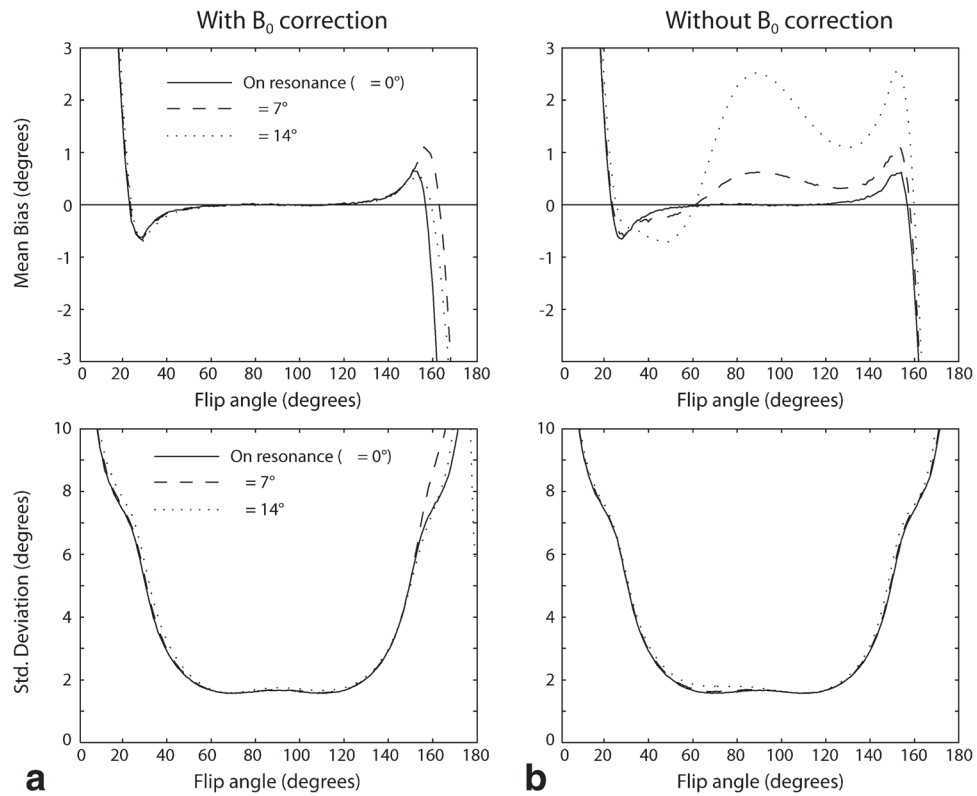 With B0 correction
Without B0 correction
Mean Bias (degrees)
3
2
1
0
-1
-2
-3
On resonance ( = 0°)
= 7°
= 14°
0 20 40 60 80 100 120 140 160 180
Flip angle (degrees)
3
2
1
0
-1
-2
-3
0 20 40 60 80 100 120 140 160 180
Flip angle (degrees)
Std. Deviation (degrees)
10
8
6
4
2
0
On resonance ( = 0°)
= 7°
= 14°
0 20 40 60 80 100 120 140 160 180
Flip angle (degrees)
10
8
6
4
2
0
0 20 40 60 80 100 120 140 160 180
Flip angle (degrees)
a
b